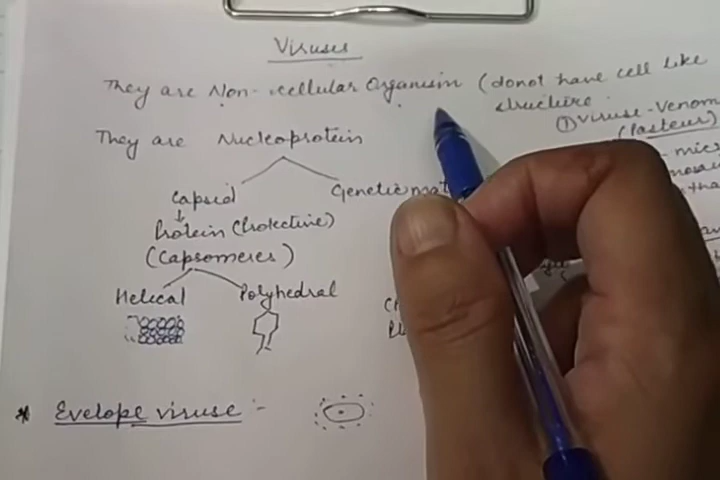 Viruses
They are Non-cellular Organism (donot have cell like
structure
① Viruse - Venom
(Pasteur)
They are Nucleoprotein
Capsid
Genetic mat
Protein (Protective)
(Capsomeres)
Helical Polyhedral
* Evelope viruse :-